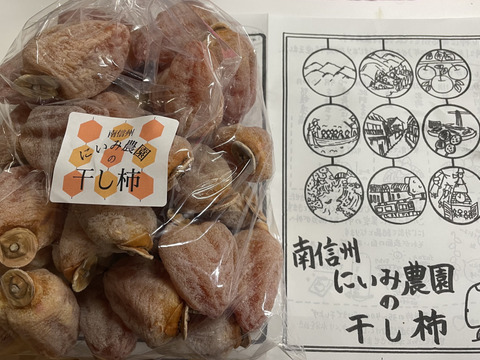 南信州
にいみ農園
の
干し柿
南信州
にいみ農園
の
干し柿